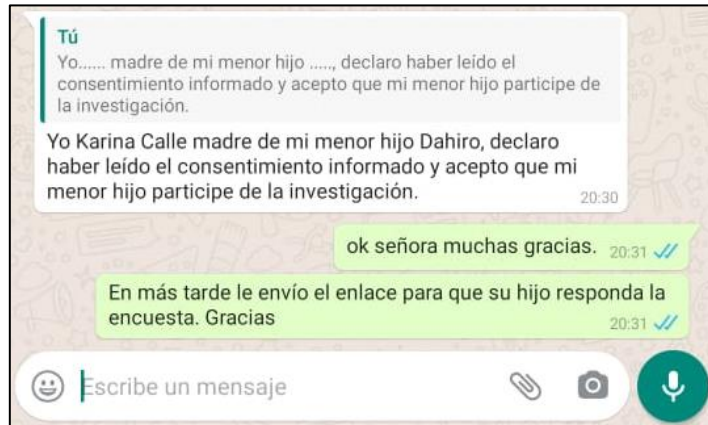 Tú
Yo...... madre de mi menor hijo ....., declaro haber leído el
consentimiento informado y acepto que mi menor hijo participe de
la investigación.
Yo Karina Calle madre de mi menor hijo Dahiro, declaro
haber leído el consentimiento informado y acepto que mi
menor hijo participe de la investigación.
20:30
ok señora muchas gracias. 20:31
En más tarde le envío el enlace para que su hijo responda la
encuesta. Gracias
20:31
Escribe un mensaje